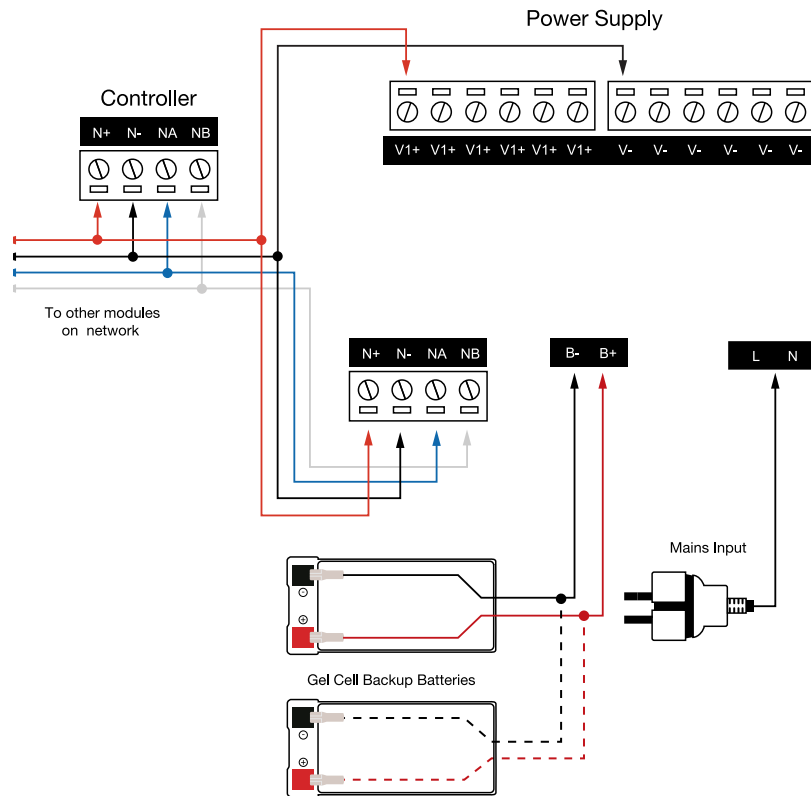 Power Supply
Controller
N+ N- NA NB
V1+ V1+ V1+ V1+ V1+ V1+ V- V- V- V- V- V-
To other modules
on network
N+ N- NA NB
B- B+
L N
Mains Input
-
+
Gel Cell Backup Batteries
-
+